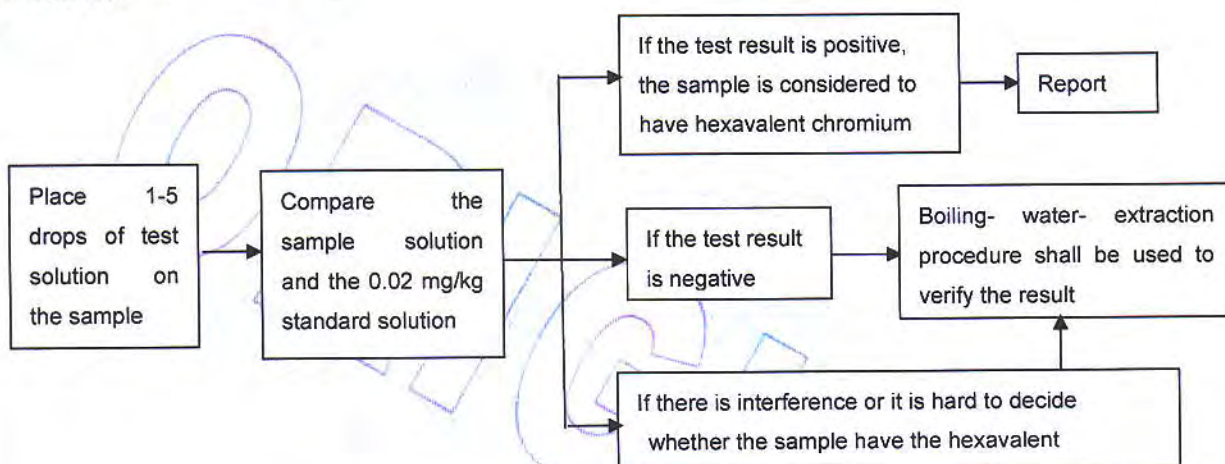 Place 1-5
drops of test
solution on
the sample
Compare the
sample solution
and the 0.02 mg/kg
standard solution
If the test result is positive,
the sample is considered to
have hexavalent chromium
Report
If the test result
is negative
Boiling- water- extraction
procedure shall be used to
verify the result
If there is interference or it is hard to decide
whether the sample have the hexavalent